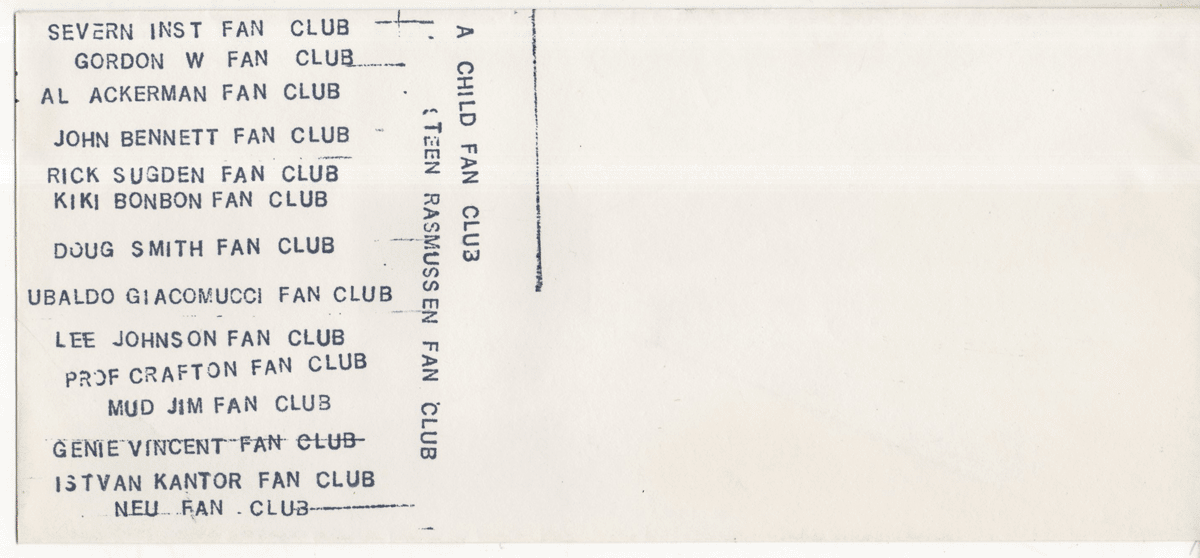 SEVERN INST FAN CLUB
GORDON W FAN CLUB
AL ACKERMAN FAN CLUB
JOHN BENNETT FAN CLUB
RICK SUGDEN FAN CLUB
KIKI BONBON FAN CLUB
DOUG SMITH FAN CLUB
UBALDO GIACOMUCCI FAN CLUB
LEE JOHNSON FAN CLUB
PROF CRAFTON FAN CLUB
MUD JIM FAN CLUB
GENIE VINCENT FAN CLUB
ISTVAN KANTOR FAN CLUB
NEU FAN CLUB
STEEN RASMUSSEN FAN CLUB
A CHILD FAN CLUB